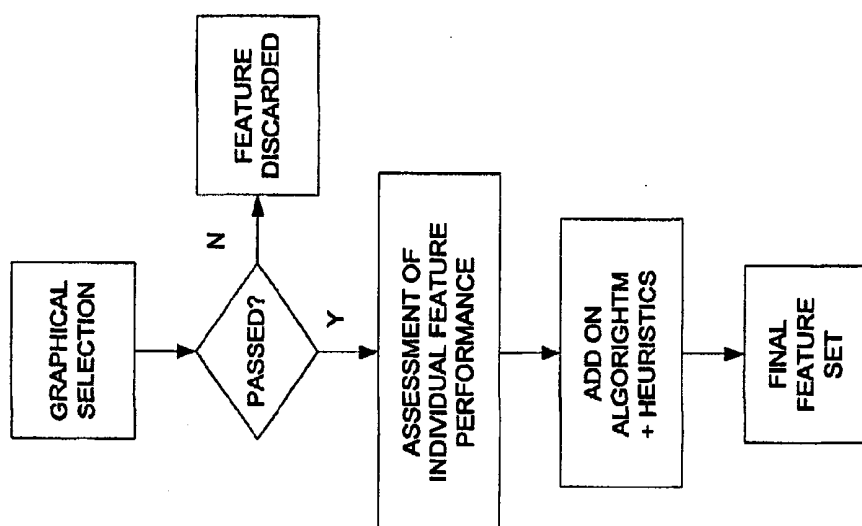 GRAPHICAL
SELECTION
PASSED?
N
FEATURE
DISCARDED
Y
ASSESSMENT OF
INDIVIDUAL FEATURE
PERFORMANCE
ADD ON
ALGORIGHTM
+ HEURISTICS
FINAL
FEATURE
SET